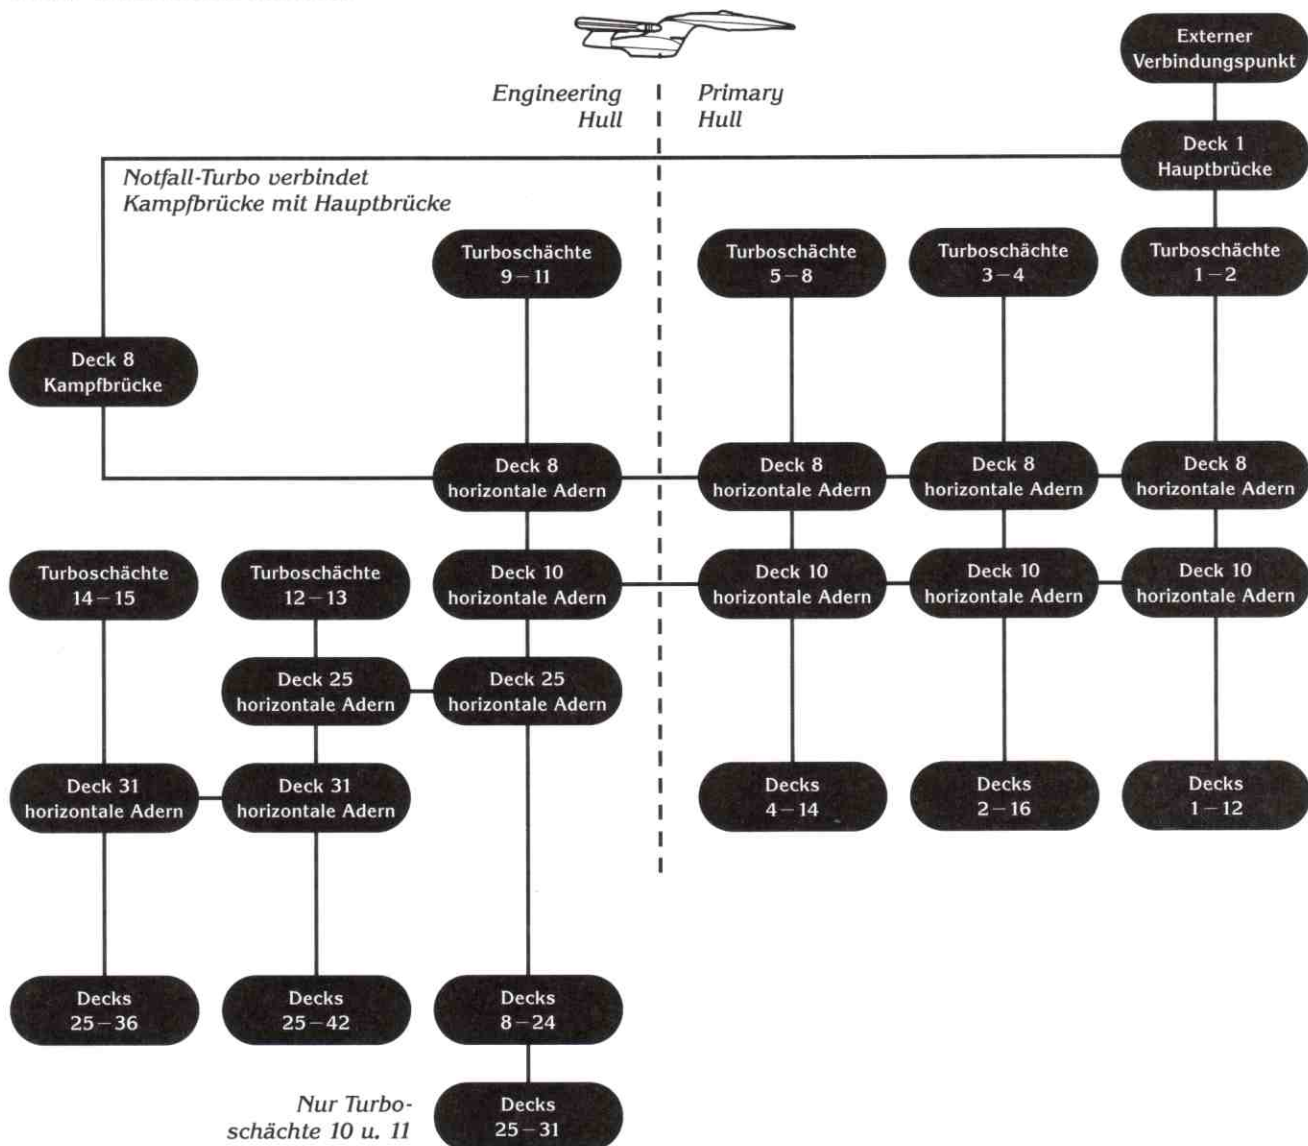 Externer
Verbindungspunkt
Engineering
Hull
Primary
Hull
Deck 1
Hauptbrücke
Notfall-Turbo verbindet
Kampfbrücke mit Hauptbrücke
Turboschächte
9–11
Turboschächte
5–8
Turboschächte
3–4
Turboschächte
1–2
Deck 8
Kampfbrücke
Deck 8
horizontale Adern
Deck 8
horizontale Adern
Deck 8
horizontale Adern
Deck 8
horizontale Adern
Turboschächte
14–15
Turboschächte
12–13
Deck 10
horizontale Adern
Deck 10
horizontale Adern
Deck 10
horizontale Adern
Deck 10
horizontale Adern
Deck 25
horizontale Adern
Deck 25
horizontale Adern
Deck 31
horizontale Adern
Deck 31
horizontale Adern
Decks
4–14
Decks
2–16
Decks
1–12
Decks
25–36
Decks
25–42
Decks
8–24
Nur Turbo-
schächte 10 u. 11
Decks
25–31